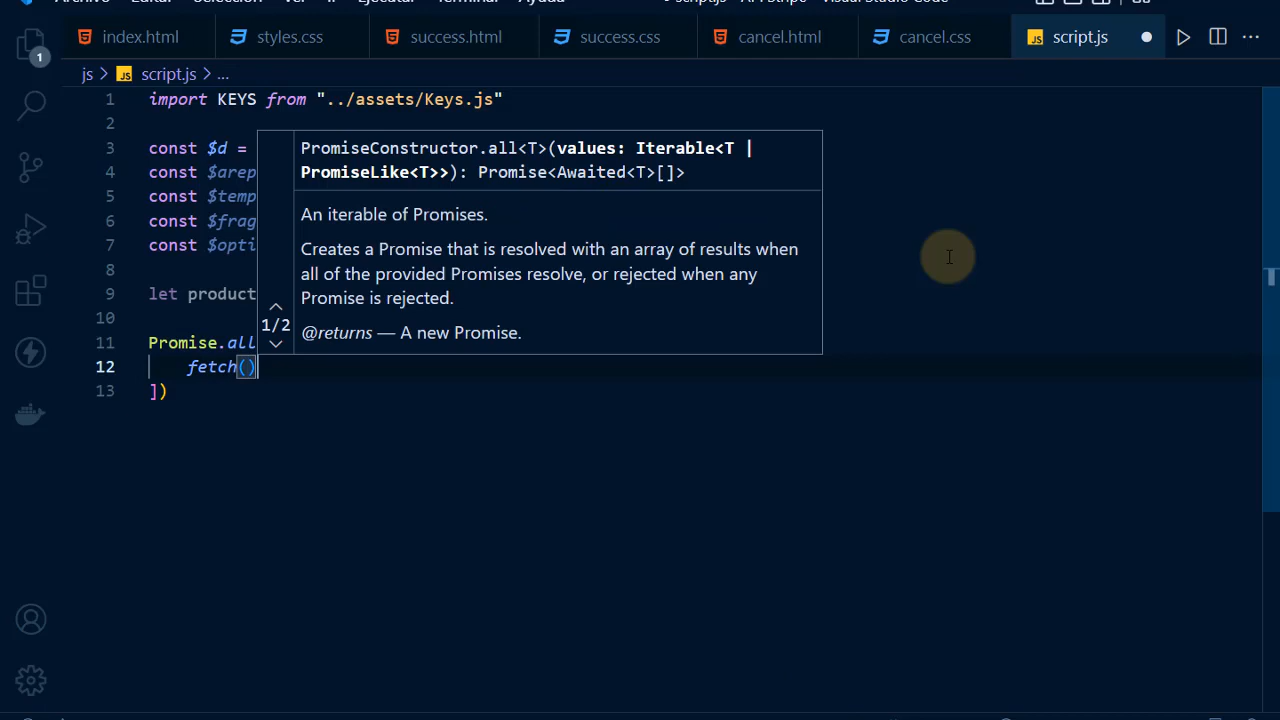 index.html
styles.css
success.html
success.css
cancel.html
cancel.css
JS script.js
js > JS script.js > ...
1 import KEYS from "../assets/Keys.js"
2
3 const $d =
4 const $arep
5 const $temp
6 const $frag
7 const $opti
8
9 let product
10
11 Promise.all
12 fetch()
13 ])
PromiseConstructor.all<T>(values: Iterable<T |
PromiseLike<T>>): Promise<Awaited<T>[]>
An iterable of Promises.
Creates a Promise that is resolved with an array of results when
all of the provided Promises resolve, or rejected when any
Promise is rejected.
1/2
@returns — A new Promise.
1